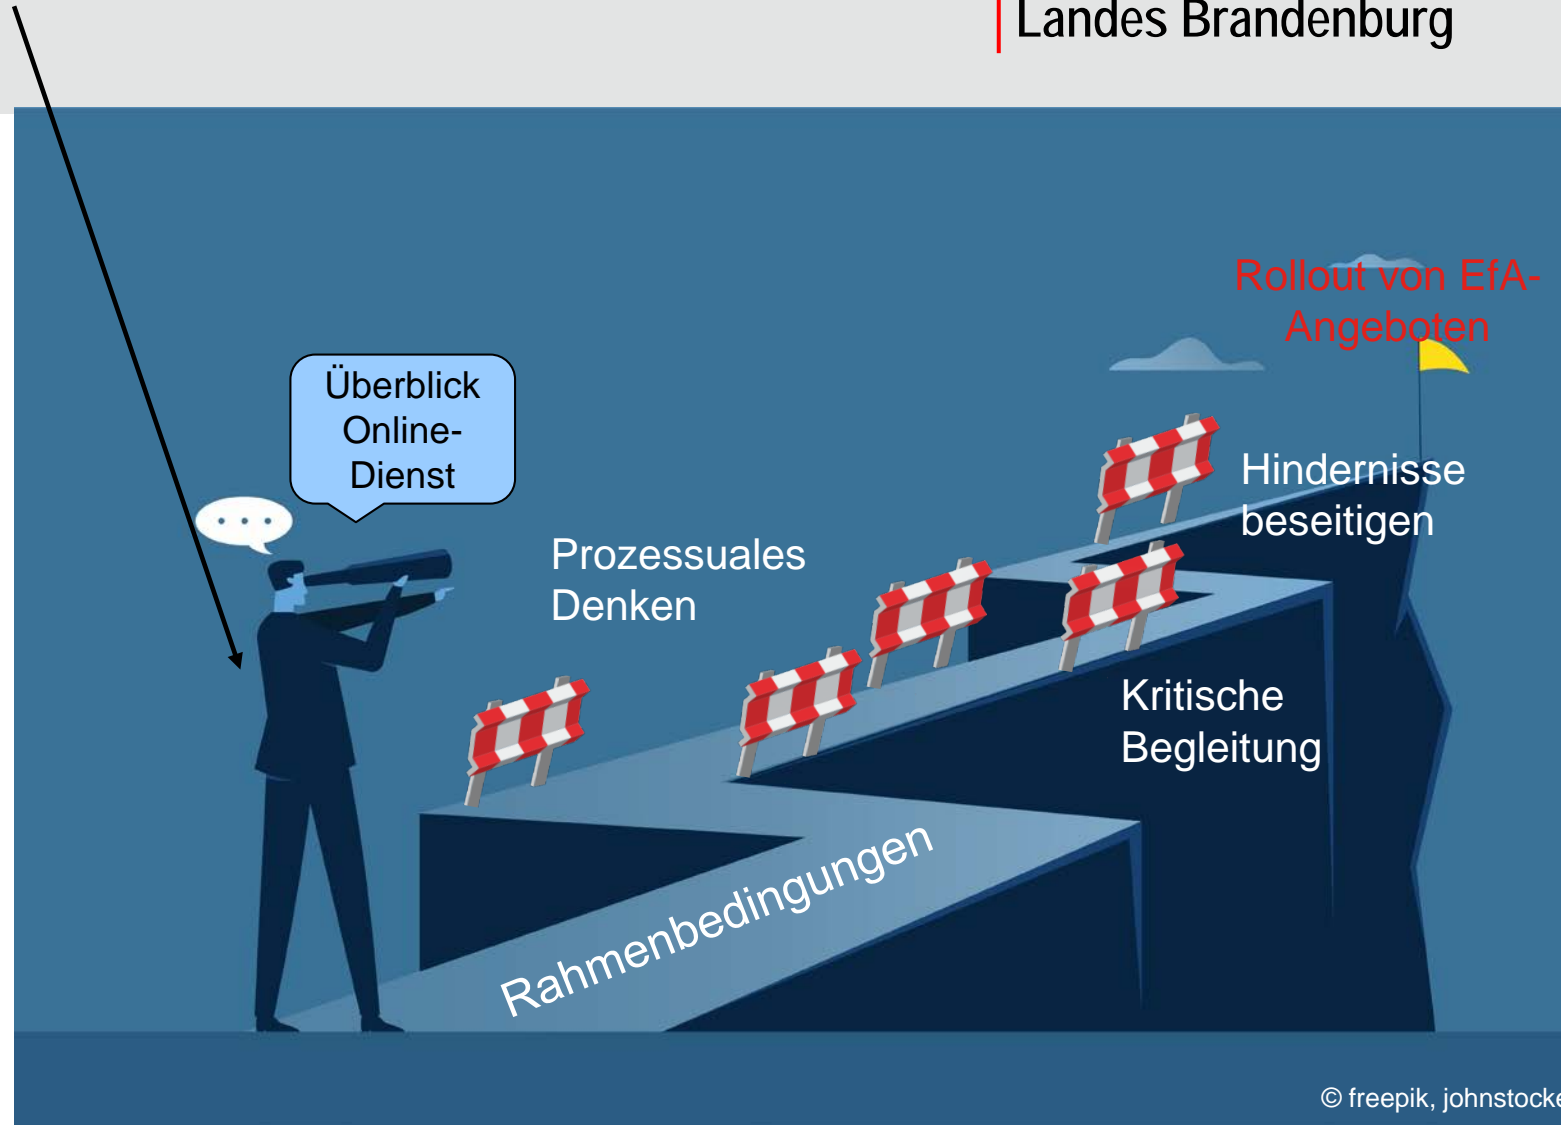 Landes Brandenburg
Rollout von EfA-
Angeboten
Überblick
Online-
Dienst
Hindernisse
beseitigen
Prozessuales
Denken
Kritische
Begleitung
Rahmenbedingungen
© freepik, johnstocke